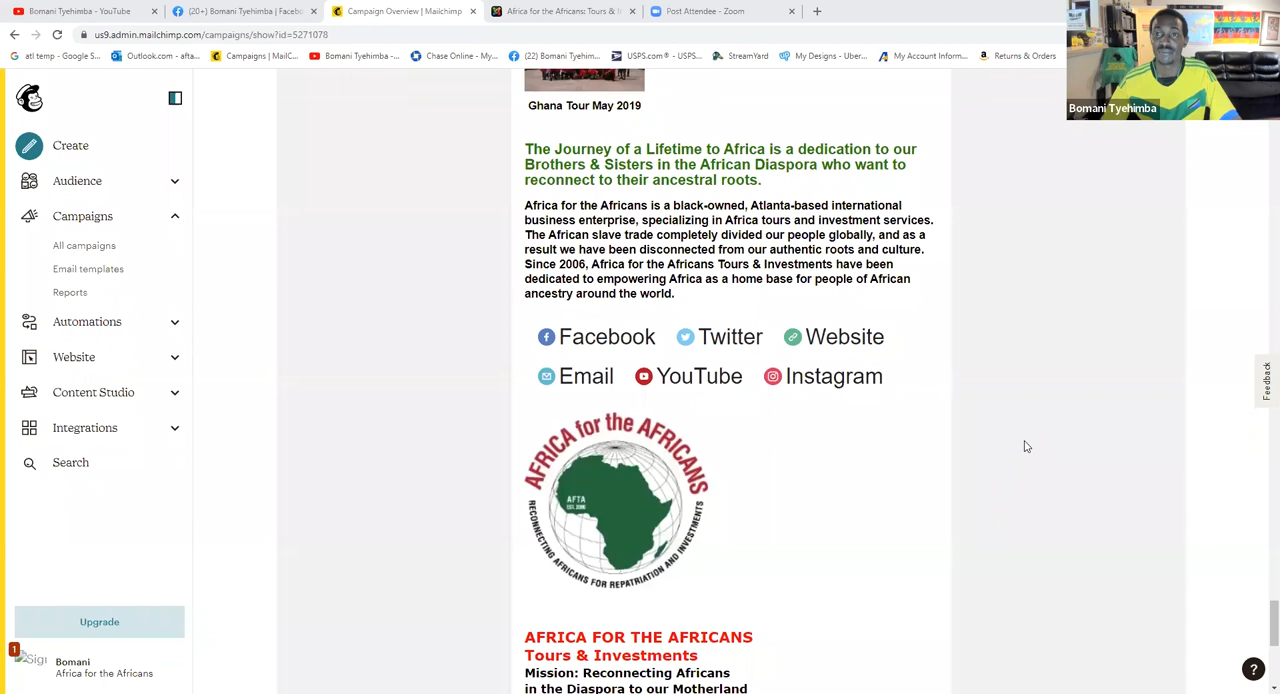 Bomani Tyehimba - YouTube
(20+) Bomani Tyehimba | Facebo
Campaign Overview | Mailchimp
Africa for the Africans: Tours & I
Post Attendee - Zoom
us9.admin.mailchimp.com/campaigns/show?id=5271078
atl temp - Google S...
Outlook.com - afta...
Campaigns | MailC...
Bomani Tyehimba -...
Chase Online - My...
(22) Bomani Tyehim...
USPS.com® - USPS...
StreamYard
My Designs - Uber...
My Account Inform...
Returns & Orders
Bomani Tyehimba
Create
Audience
Campaigns
All campaigns
Email templates
Reports
Automations
Website
Content Studio
Integrations
Search
Upgrade
1
Bomani
Africa for the Africans
Ghana Tour May 2019
The Journey of a Lifetime to Africa is a dedication to our
Brothers & Sisters in the African Diaspora who want to
reconnect to their ancestral roots.
Africa for the Africans is a black-owned, Atlanta-based international
business enterprise, specializing in Africa tours and investment services.
The African slave trade completely divided our people globally, and as a
result we have been disconnected from our authentic roots and culture.
Since 2006, Africa for the Africans Tours & Investments have been
dedicated to empowering Africa as a home base for people of African
ancestry around the world.
Facebook Twitter Website
Email YouTube Instagram
AFRICA for the AFRICANS
AFTA
EST. 2006
RECONNECTING AFRICANS FOR REPATRIATION AND INVESTMENTS
AFRICA FOR THE AFRICANS
Tours & Investments
Mission: Reconnecting Africans
in the Diaspora to our Motherland
Feedback
?